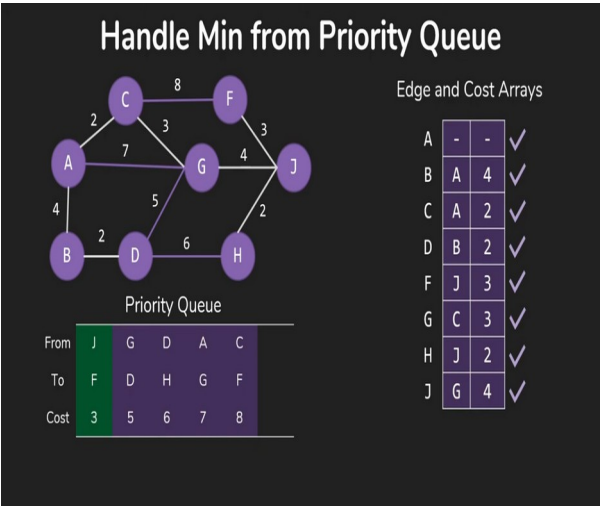 Handle Min from Priority Queue
C 8 F
2 3 3
A 7 G 4 J
4 5 2
B 2 D 6 H
Priority Queue
From J G D A C
To F D H G F
Cost 3 5 6 7 8
Edge and Cost Arrays
A - - ✓
B A 4 ✓
C A 2 ✓
D B 2 ✓
F J 3 ✓
G C 3 ✓
H J 2 ✓
J G 4 ✓